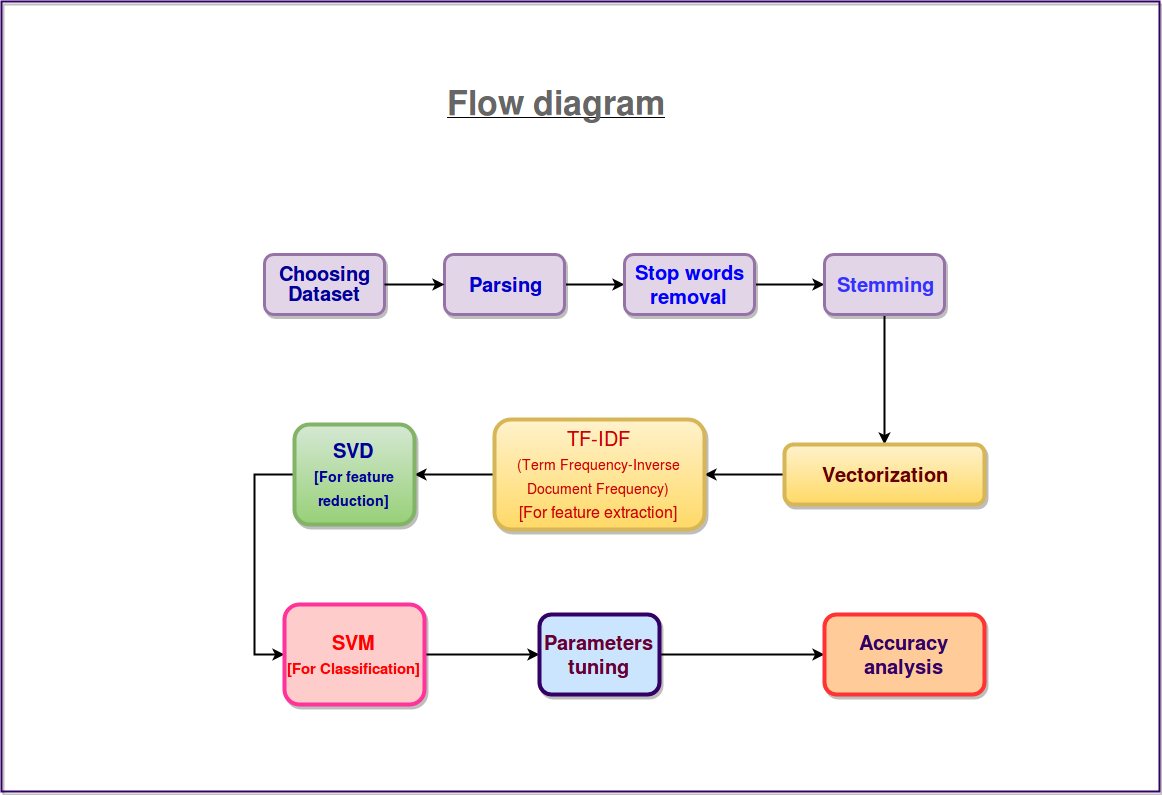 Flow diagram
Choosing
Dataset
Parsing
Stop words
removal
Stemming
Vectorization
TF-IDF
(Term Frequency-Inverse
Document Frequency)
[For feature extraction]
SVD
[For feature
reduction]
SVM
[For Classification]
Parameters
tuning
Accuracy
analysis